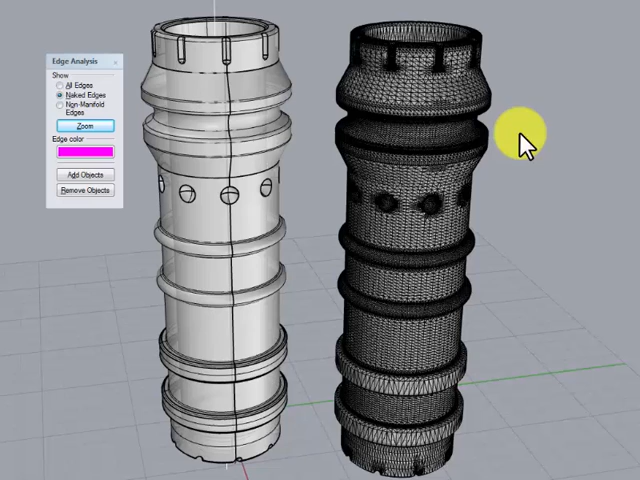 Edge Analysis
Show
All Edges
Naked Edges
Non-Manifold
Edges
Zoom
Edge color
Add Objects
Remove Objects